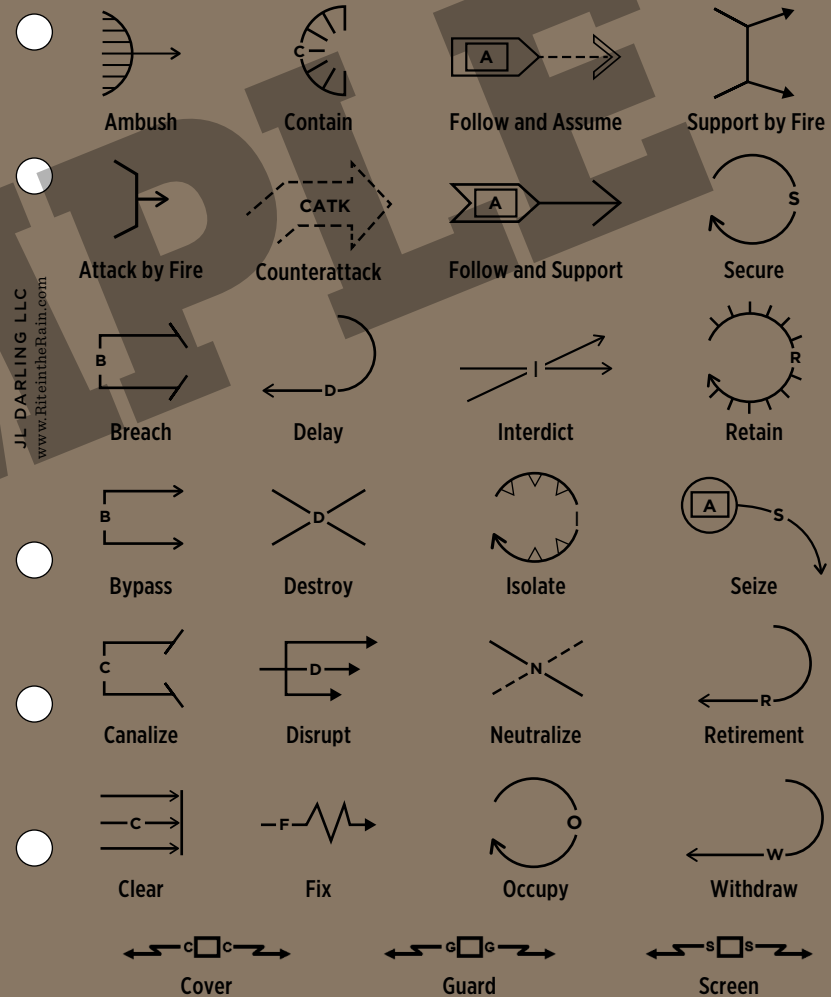 C
A
Ambush
Contain
Follow and Assume
Support by Fire
CATK
A
S
Attack by Fire
Counterattack
Follow and Support
Secure
JL DARLING LLC
www.RiteintheRain.com
B
D
I
R
Breach
Delay
Interdict
Retain
B
D
I
A
S
Bypass
Destroy
Isolate
Seize
C
D
N
R
Canalize
Disrupt
Neutralize
Retirement
C
F
O
W
Clear
Fix
Occupy
Withdraw
C C
G G
S S
Cover
Guard
Screen